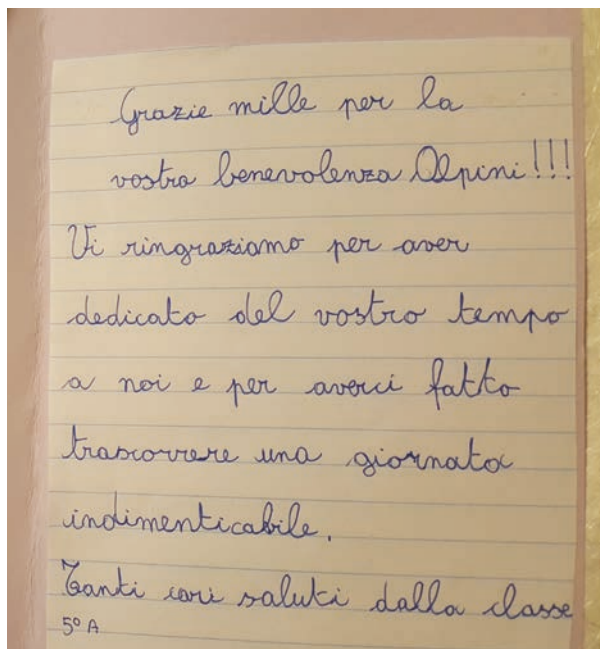 Grazie mille per la
vostra benevolenza Alpini!!!
Vi ringraziamo per aver
dedicato del vostro tempo
a noi e per averci fatto
trascorrere una giornata
indimenticabile.
Tanti cari saluti dalla classe
5° A